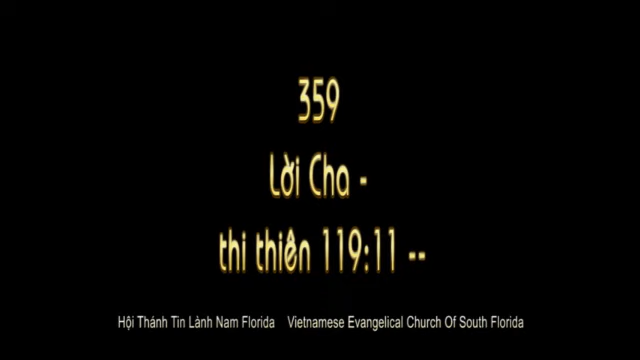 359
Lời Cha -
thi thiên 119:11 --
Hội Thánh Tin Lành Nam Florida Vietnamese Evangelical Church Of South Florida